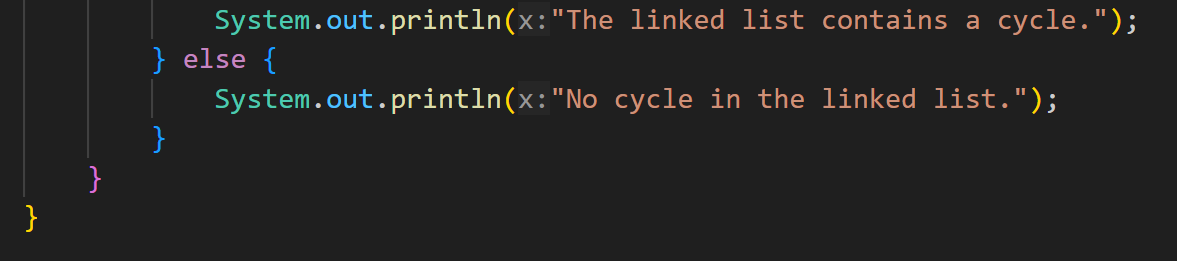 System.out.println(x:"The linked list contains a cycle.");
} else {
System.out.println(x:"No cycle in the linked list.");
}
}
}